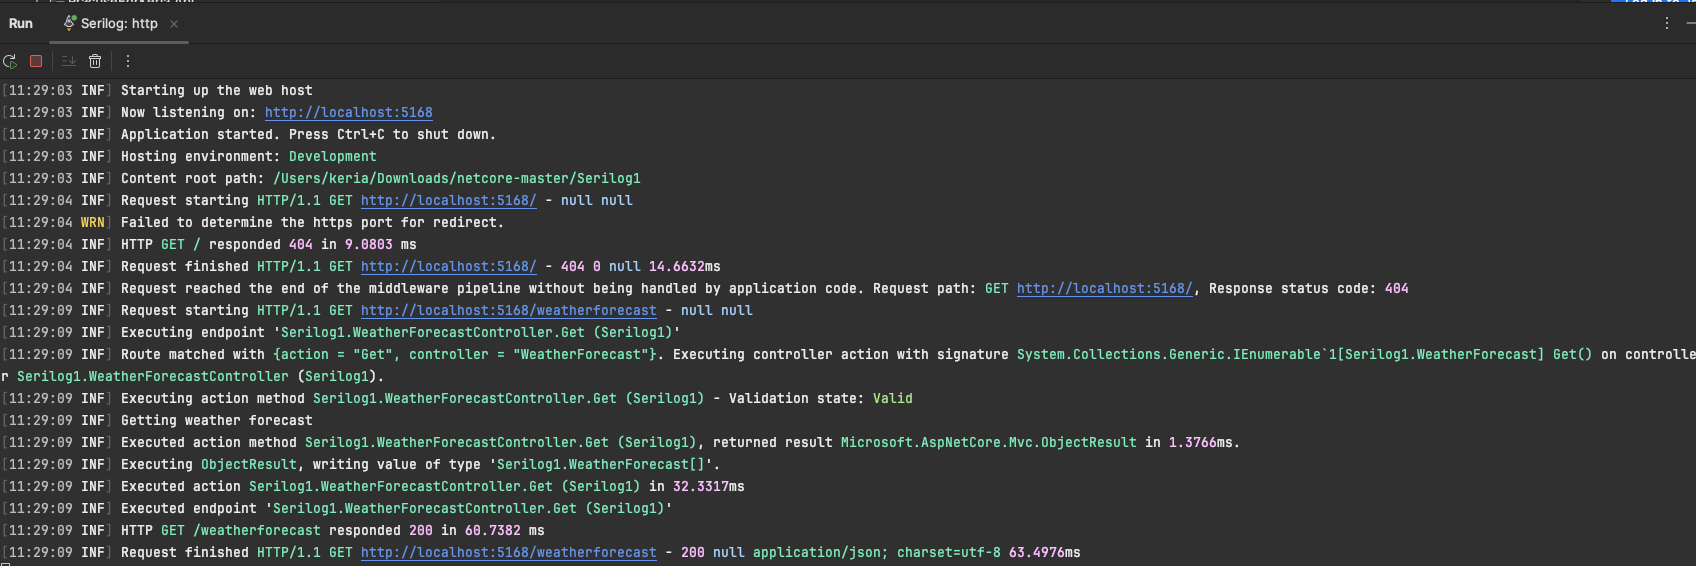 Run Serilog: http
[11:29:03 INF] Starting up the web host
[11:29:03 INF] Now listening on: http://localhost:5168
[11:29:03 INF] Application started. Press Ctrl+C to shut down.
[11:29:03 INF] Hosting environment: Development
[11:29:03 INF] Content root path: /Users/keria/Downloads/netcore-master/Serilog1
[11:29:04 INF] Request starting HTTP/1.1 GET http://localhost:5168/ - null null
[11:29:04 WRN] Failed to determine the https port for redirect.
[11:29:04 INF] HTTP GET / responded 404 in 9.0803 ms
[11:29:04 INF] Request finished HTTP/1.1 GET http://localhost:5168/ - 404 0 null 14.6632ms
[11:29:04 INF] Request reached the end of the middleware pipeline without being handled by application code. Request path: GET http://localhost:5168/, Response status code: 404
[11:29:09 INF] Request starting HTTP/1.1 GET http://localhost:5168/weatherforecast - null null
[11:29:09 INF] Executing endpoint 'Serilog1.WeatherForecastController.Get (Serilog1)'
[11:29:09 INF] Route matched with {action = "Get", controller = "WeatherForecast"}. Executing controller action with signature System.Collections.Generic.IEnumerable`1[Serilog1.WeatherForecast] Get() on controlle
r Serilog1.WeatherForecastController (Serilog1).
[11:29:09 INF] Executing action method Serilog1.WeatherForecastController.Get (Serilog1) - Validation state: Valid
[11:29:09 INF] Getting weather forecast
[11:29:09 INF] Executed action method Serilog1.WeatherForecastController.Get (Serilog1), returned result Microsoft.AspNetCore.Mvc.ObjectResult in 1.3766ms.
[11:29:09 INF] Executing ObjectResult, writing value of type 'Serilog1.WeatherForecast[]'.
[11:29:09 INF] Executed action Serilog1.WeatherForecastController.Get (Serilog1) in 32.3317ms
[11:29:09 INF] Executed endpoint 'Serilog1.WeatherForecastController.Get (Serilog1)'
[11:29:09 INF] HTTP GET /weatherforecast responded 200 in 60.7382 ms
[11:29:09 INF] Request finished HTTP/1.1 GET http://localhost:5168/weatherforecast - 200 null application/json; charset=utf-8 63.4976ms